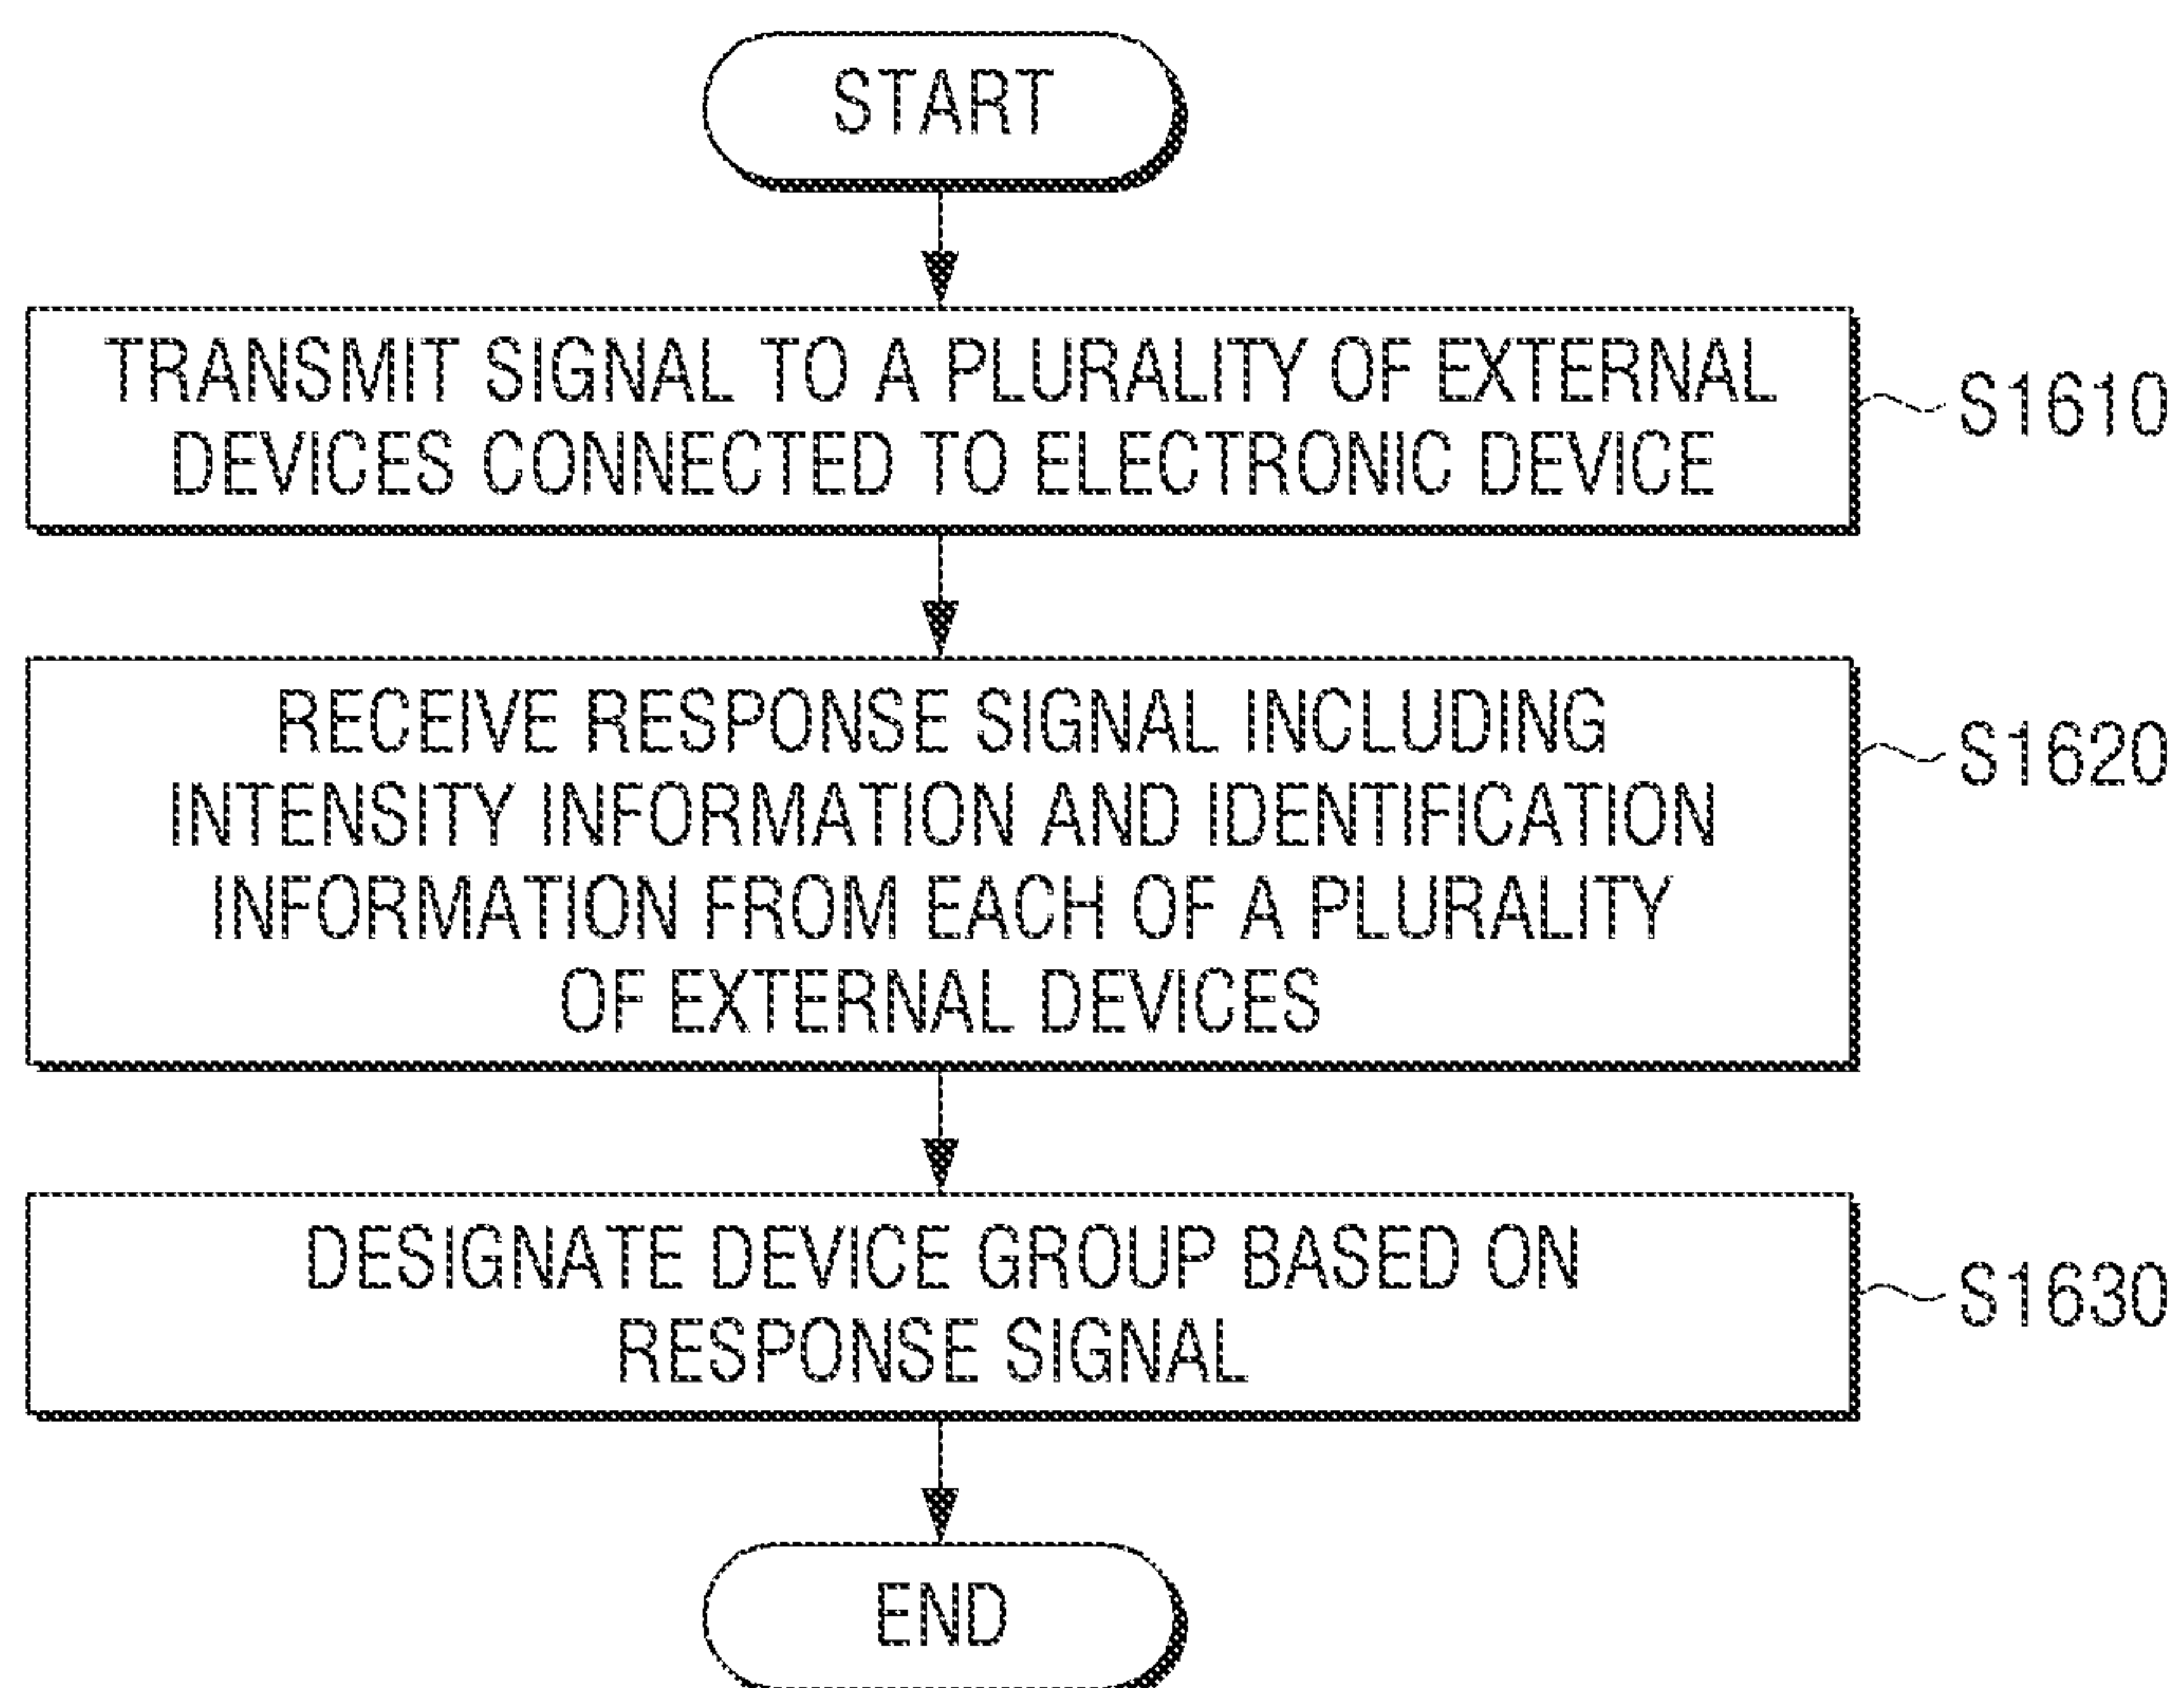 START
TRANSMIT SIGNAL TO A PLURALITY OF EXTERNAL
DEVICES CONNECTED TO ELECTRONIC DEVICE
S1610
RECEIVE RESPONSE SIGNAL INCLUDING
INTENSITY INFORMATION AND IDENTIFICATION
INFORMATION FROM EACH OF A PLURALITY
OF EXTERNAL DEVICES
S1620
DESIGNATE DEVICE GROUP BASED ON
RESPONSE SIGNAL
S1630
END